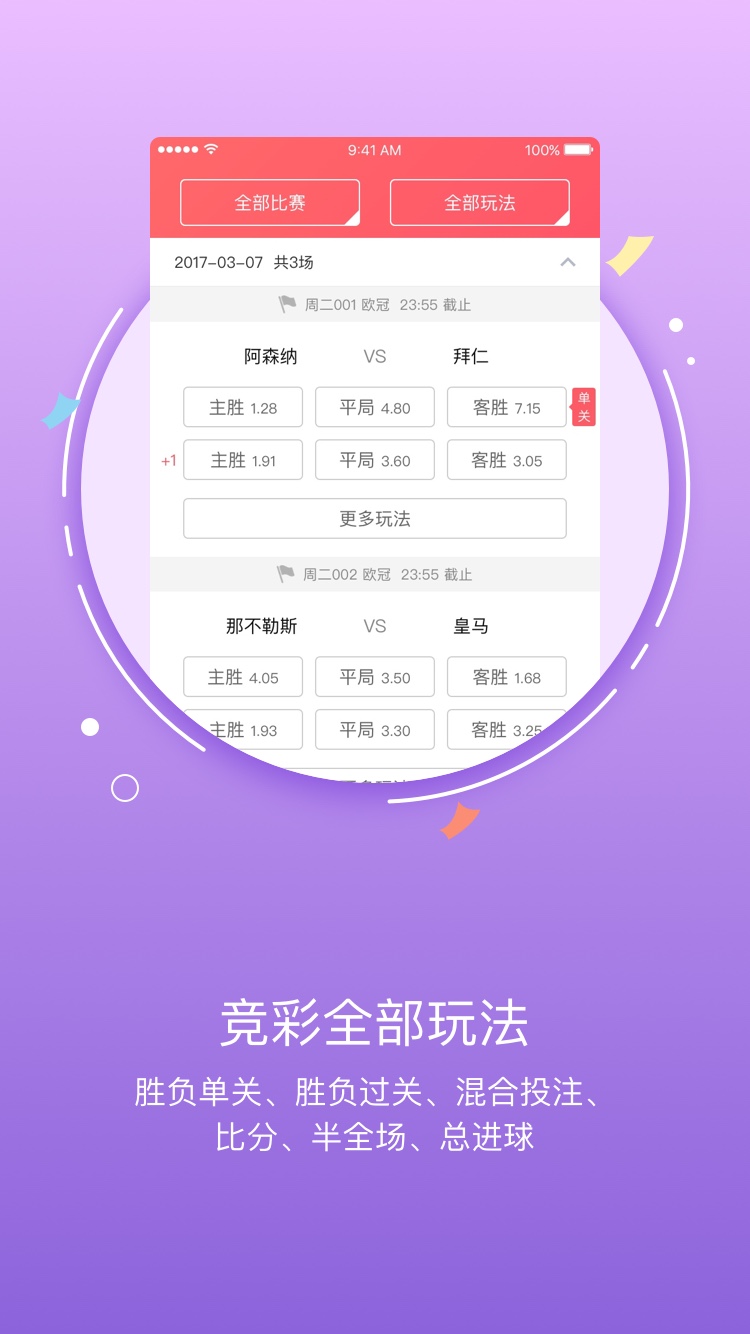 9:41 AM 100%
全部比赛 全部玩法
2017-03-07 共3场
周二001 欧冠 23:55 截止
阿森纳 VS 拜仁
主胜 1.28 平局 4.80 客胜 7.15 单关
+1 主胜 1.91 平局 3.60 客胜 3.05
更多玩法
周二002 欧冠 23:55 截止
那不勒斯 VS 皇马
主胜 4.05 平局 3.50 客胜 1.68
主胜 1.93 平局 3.30 客胜 3.25
竞彩全部玩法
胜负单关、胜负过关、混合投注、
比分、半全场、总进球